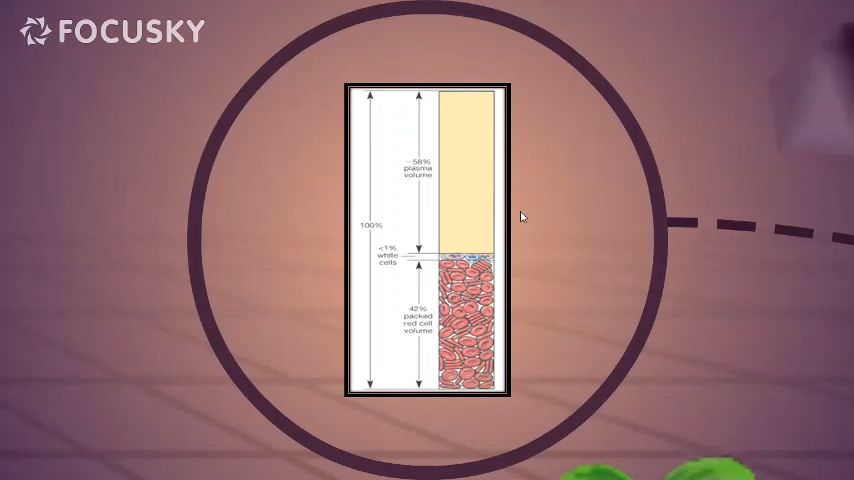 FOCUSKY
~58%
plasma
volume
100%
<1%
white
cells
42%
packed
red cell
volume